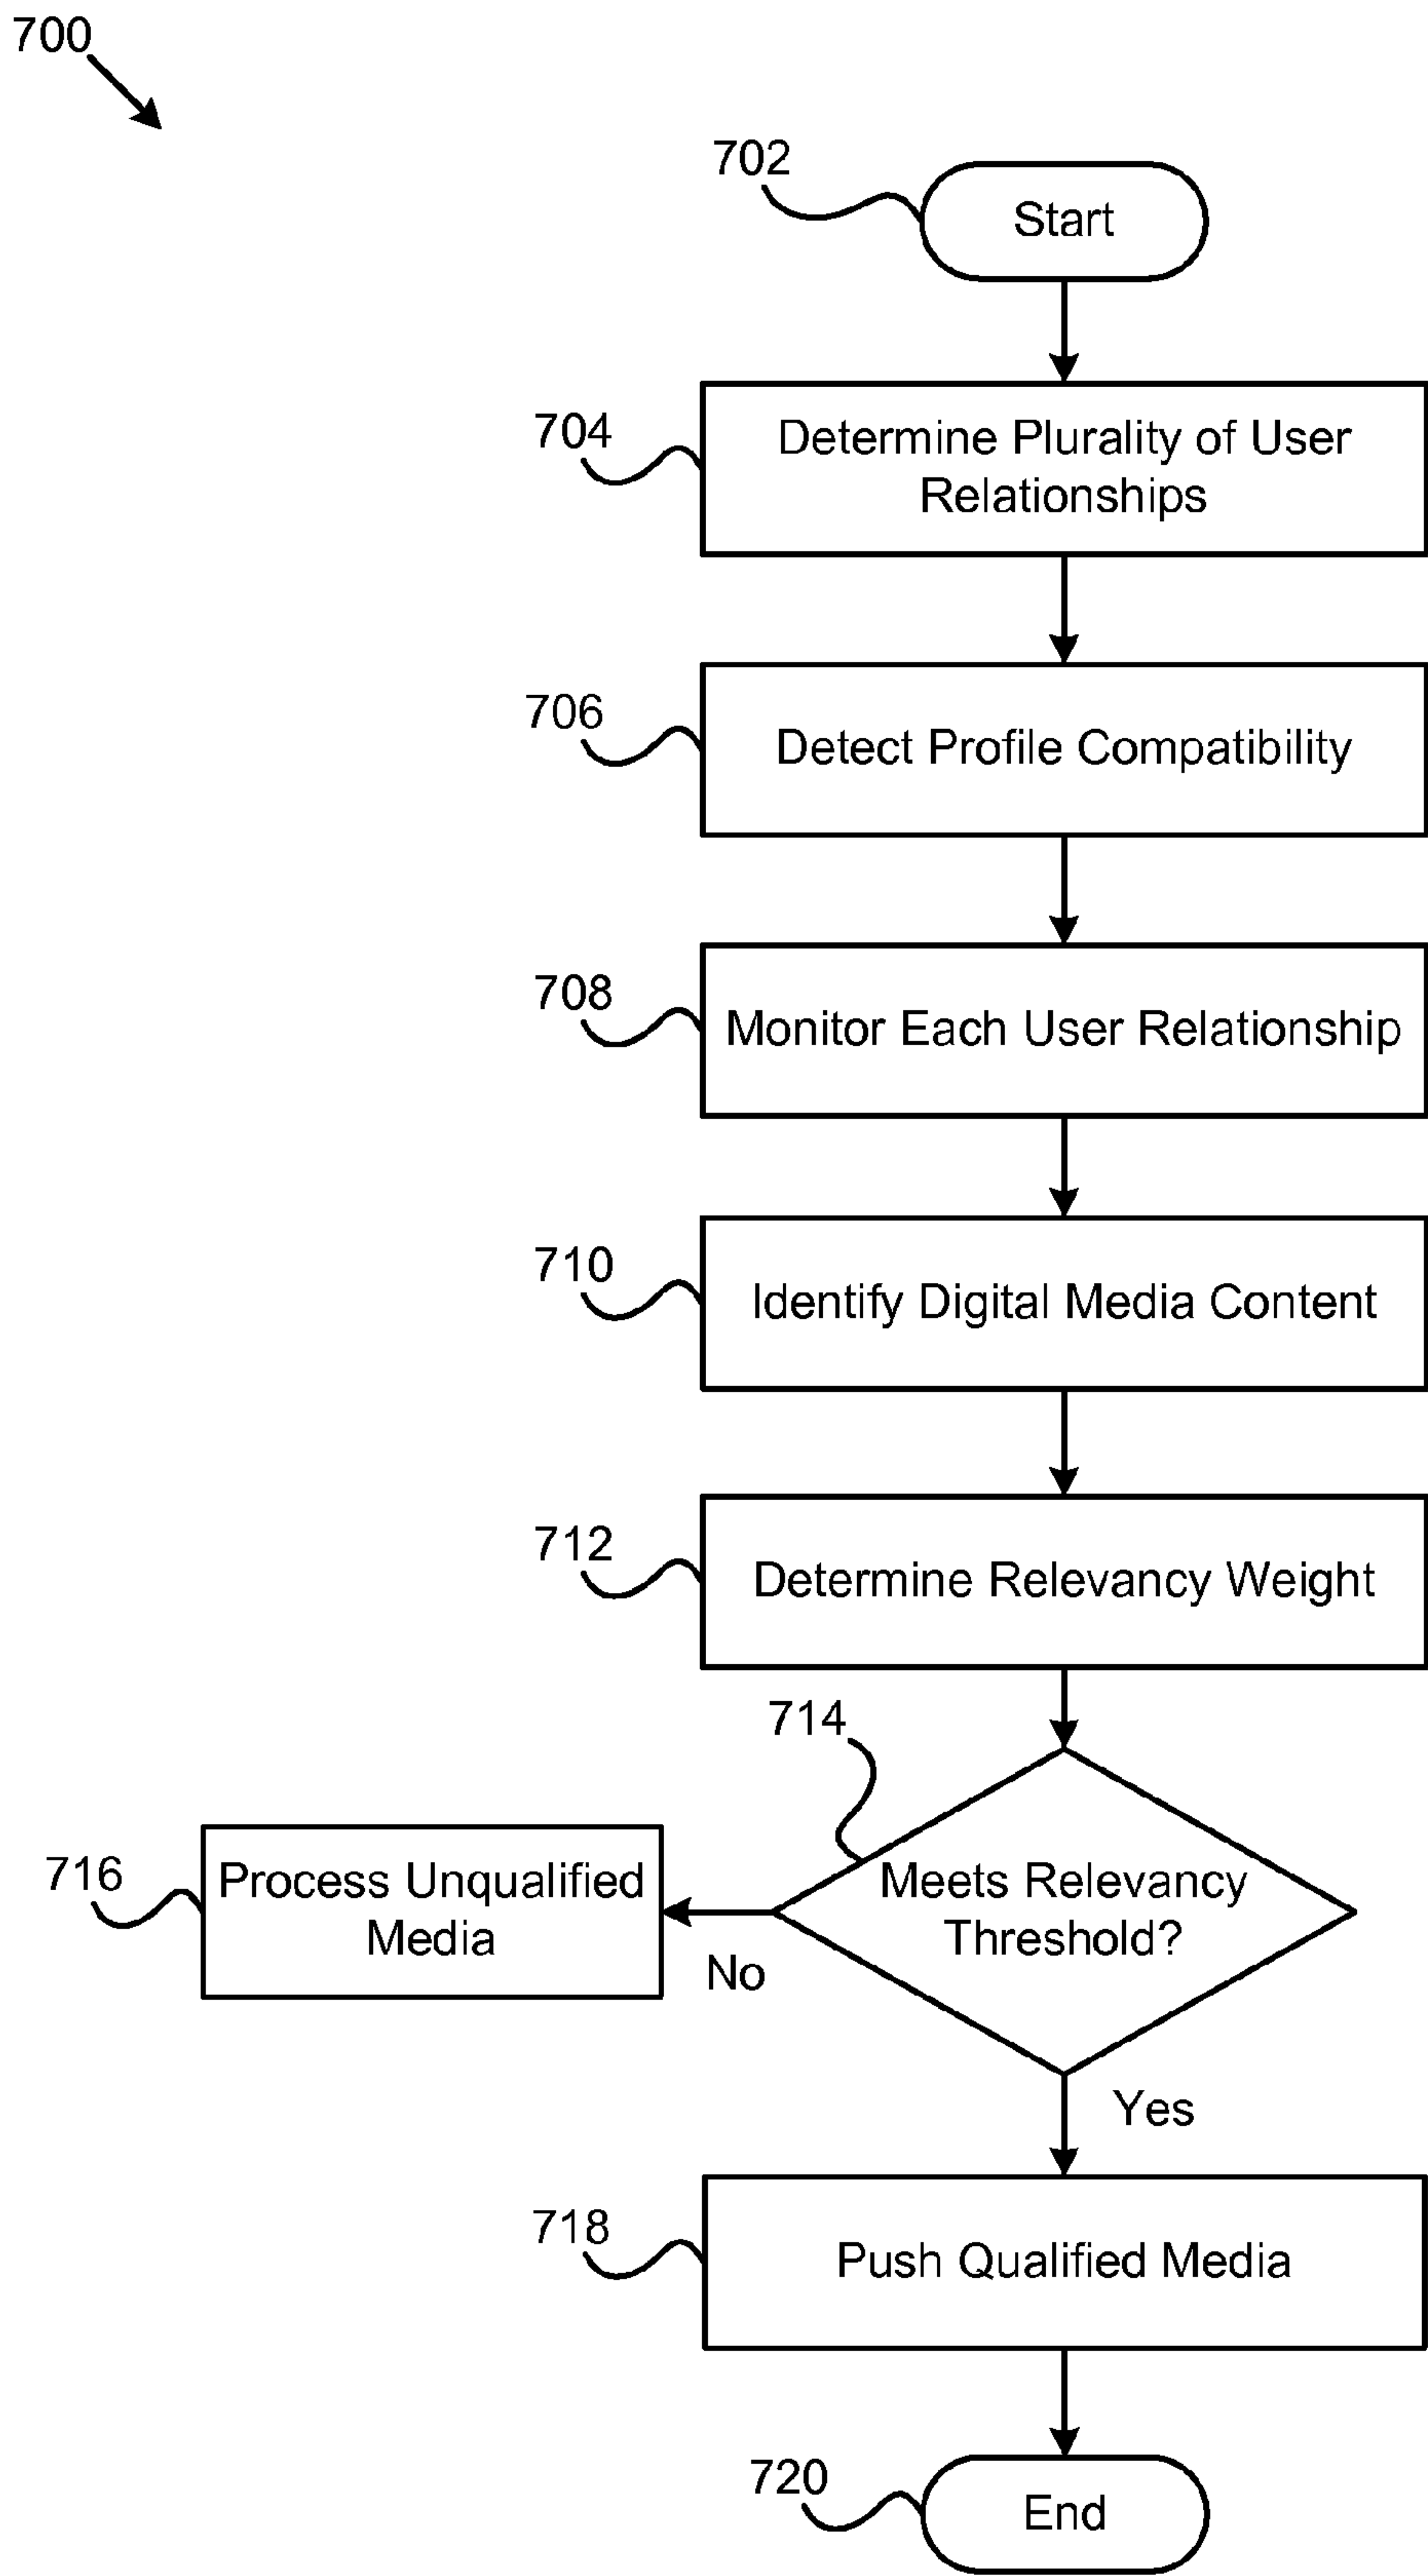 700
702
Start
704
Determine Plurality of User
Relationships
706
Detect Profile Compatibility
708
Monitor Each User Relationship
710
Identify Digital Media Content
712
Determine Relevancy Weight
714
Meets Relevancy
Threshold?
716
Process Unqualified
Media
No
Yes
718
Push Qualified Media
720
End